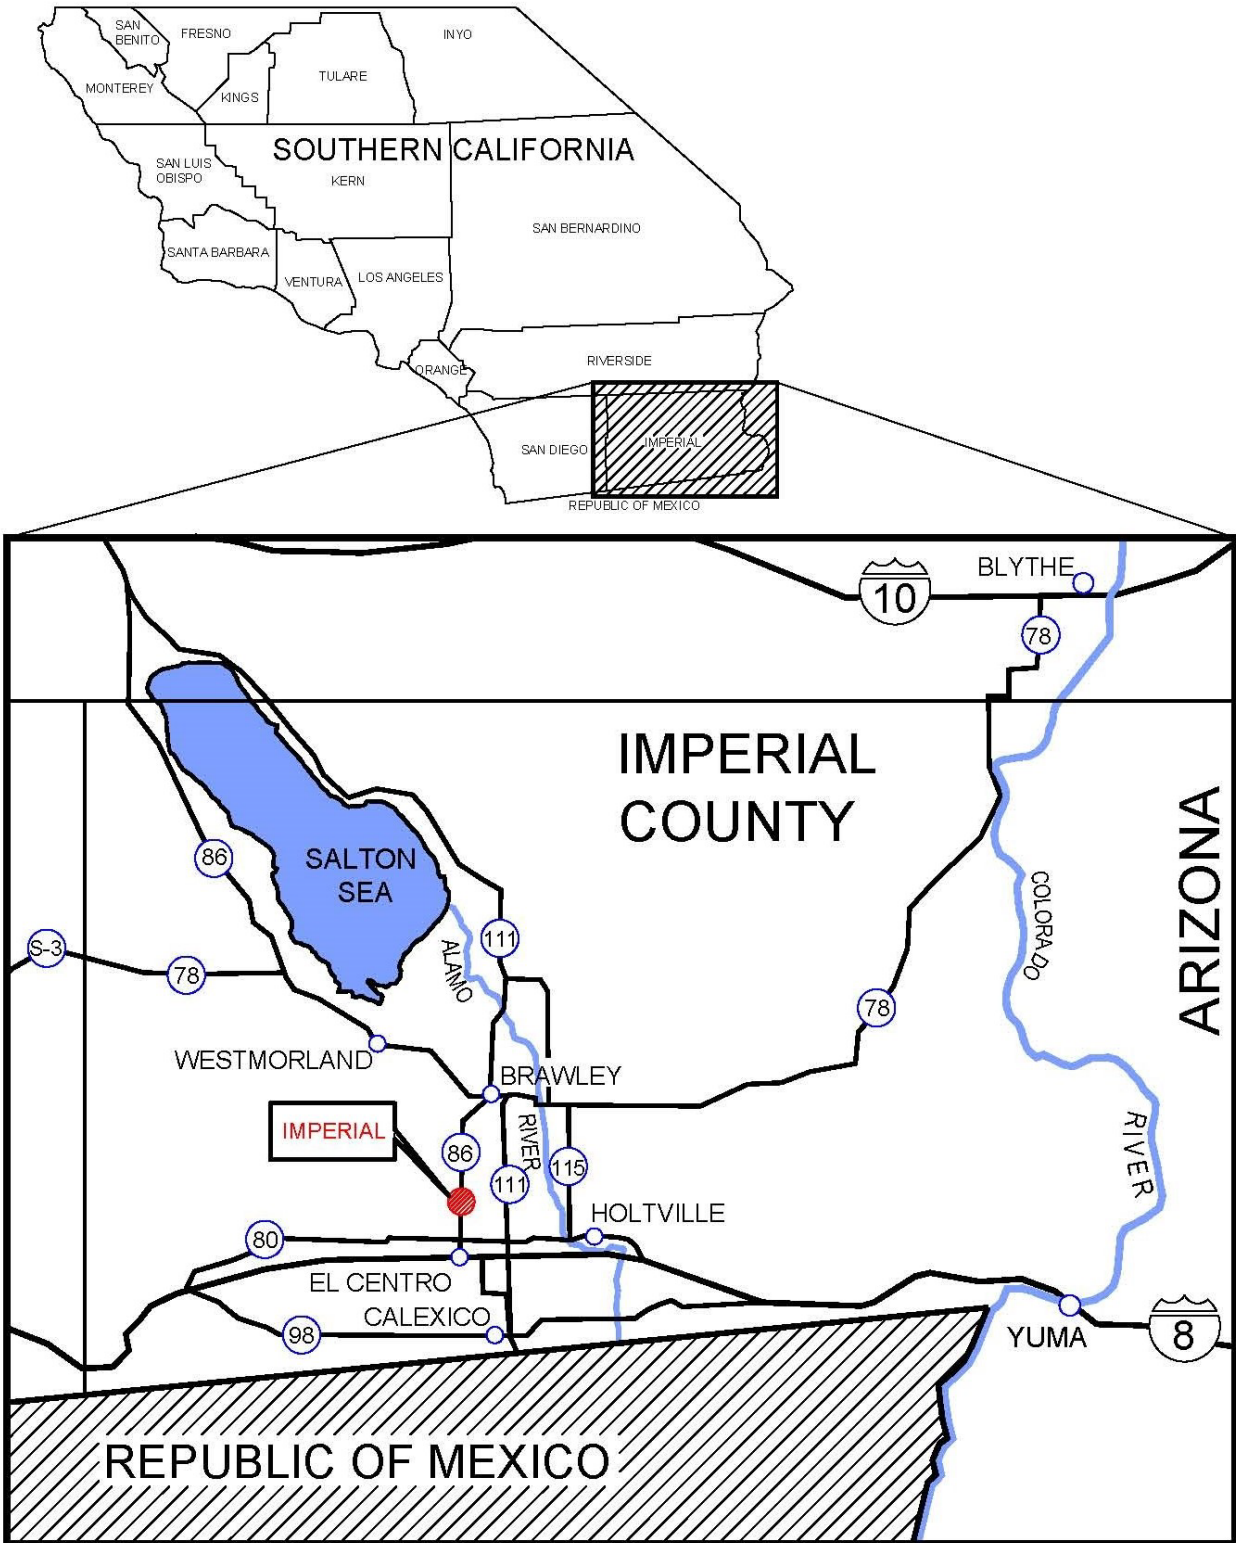 SAN
BENITO
FRESNO
INYO
MONTEREY
KINGS
TULARE
SOUTHERN CALIFORNIA
SAN LUIS
OBISPO
KERN
SANTA BARBARA
VENTURA
LOS ANGELES
SAN BERNARDINO
ORANGE
RIVERSIDE
SAN DIEGO
IMPERIAL
REPUBLIC OF MEXICO
BLYTHE
10
78
IMPERIAL
COUNTY
ARIZONA
86
SALTON
SEA
COLORADO
S-3
78
111
ALAMO
78
WESTMORLAND
BRAWLEY
IMPERIAL
86
RIVER
115
111
RIVER
HOLTVILLE
80
EL CENTRO
CALEXICO
98
YUMA
8
REPUBLIC OF MEXICO